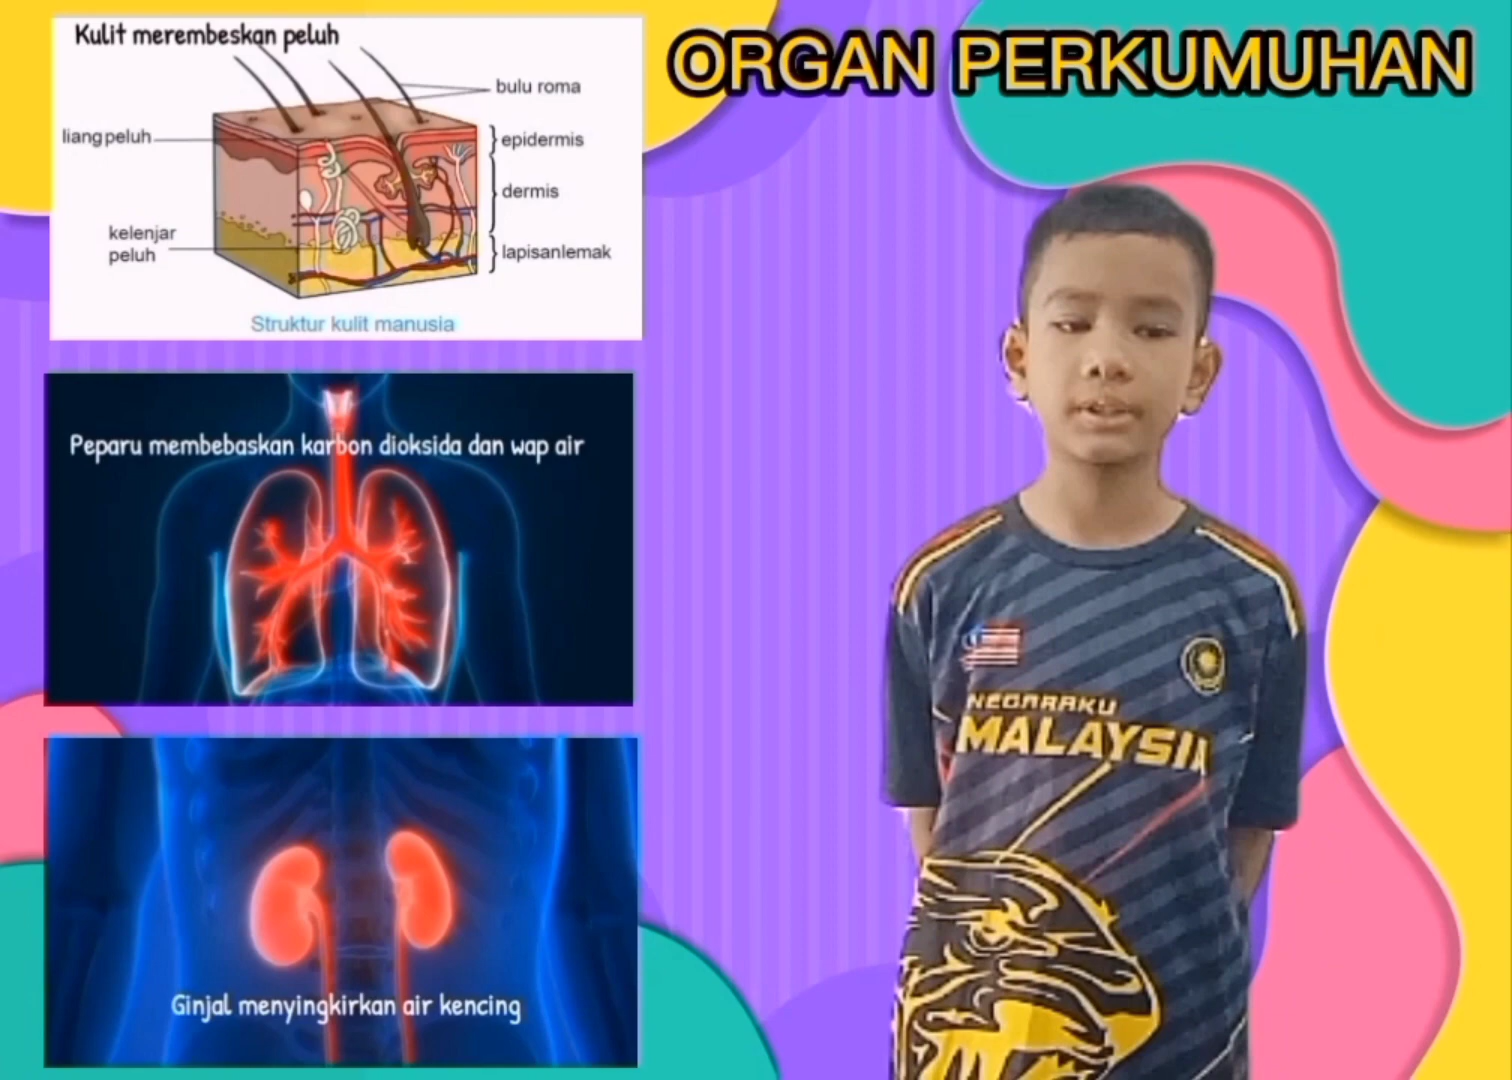 ORGAN PERKUMUHAN
Kulit merembeskan peluh
bulu roma
liang peluh
epidermis
dermis
kelenjar
peluh
lapisanlemak
Struktur kulit manusia
Peparu membebaskan karbon dioksida dan wap air
Ginjal menyingkirkan air kencing
NEGARAKU
MALAYSIA